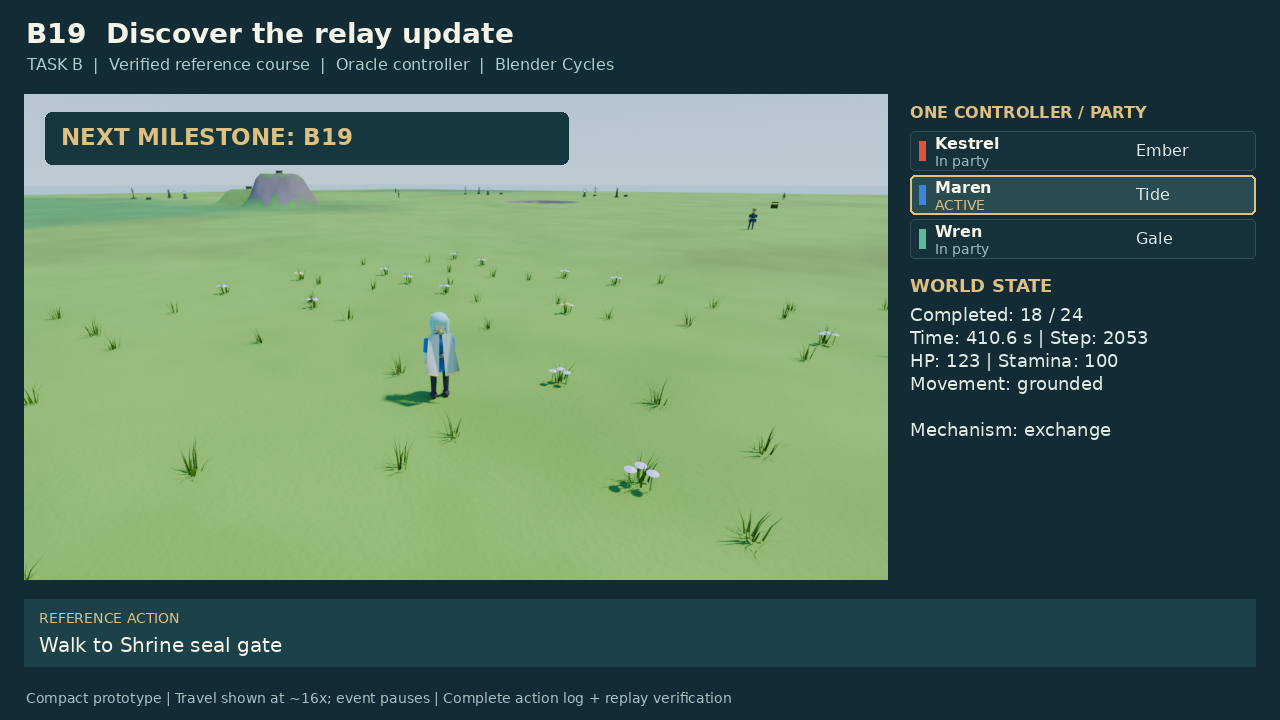 B19  Discover the relay update
TASK B  |  Verified reference course  |  Oracle controller  |  Blender Cycles
NEXT MILESTONE: B19
ONE CONTROLLER / PARTY
Kestrel
In party
Ember
Maren
ACTIVE
Tide
Wren
In party
Gale
WORLD STATE
Completed: 18 / 24
Time: 410.6 s | Step: 2053
HP: 123 | Stamina: 100
Movement: grounded
Mechanism: exchange
REFERENCE ACTION
Walk to Shrine seal gate
Compact prototype | Travel shown at ~16x; event pauses | Complete action log + replay verification